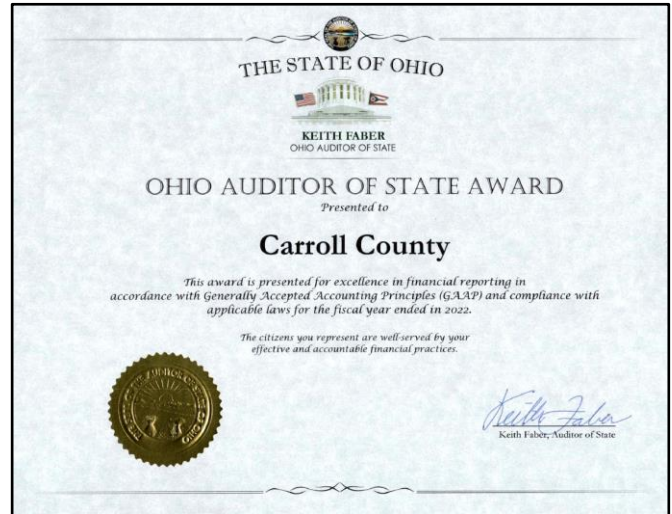 THE STATE OF OHIO
KEITH FABER
OHIO AUDITOR OF STATE
OHIO AUDITOR OF STATE AWARD
Presented to
Carroll County
This award is presented for excellence in financial reporting in
accordance with Generally Accepted Accounting Principles (GAAP) and compliance with
applicable laws for the fiscal year ended in 2022.
The citizens you represent are well-served by your
effective and accountable financial practices.
Keith Faber
Keith Faber, Auditor of State